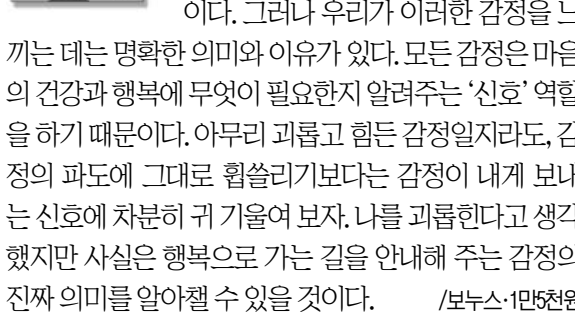 이다. 그러나 우리가 이러한 감정을 느
끼는 데는 명확한 의미와 이유가 있다. 모든 감정은 마음
의 건강과 행복에 무엇이 필요한지 알려주는 ‘신호’ 역할
을 하기 때문이다. 아무리 괴롭고 힘든 감정일지라도, 감
정의 파도에 그대로 휩쓸리기보다는 감정이 내게 보내
는 신호에 차분히 귀 기울여 보자. 나를 괴롭힌다고 생각
했지만 사실은 행복으로 가는 길을 안내해 주는 감정의
진짜 의미를 알아챌 수 있을 것이다. /보누스·1만5천원